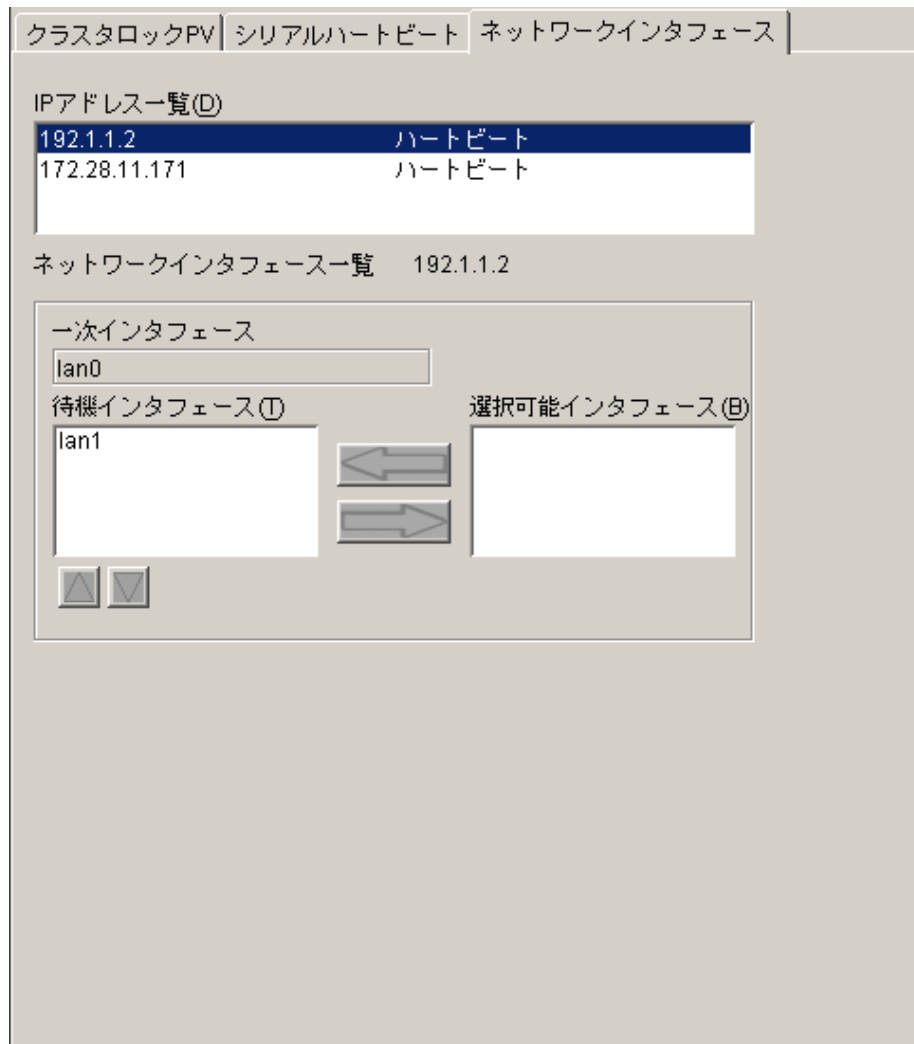 クラスタロックPV シリアルハートビート ネットワークインタフェース
IPアドレス一覧(D)
192.1.1.2 ハートビート
172.28.11.171 ハートビート
ネットワークインタフェース一覧 192.1.1.2
一次インタフェース
lan0
待機インタフェース(T) 選択可能インタフェース(B)
lan1